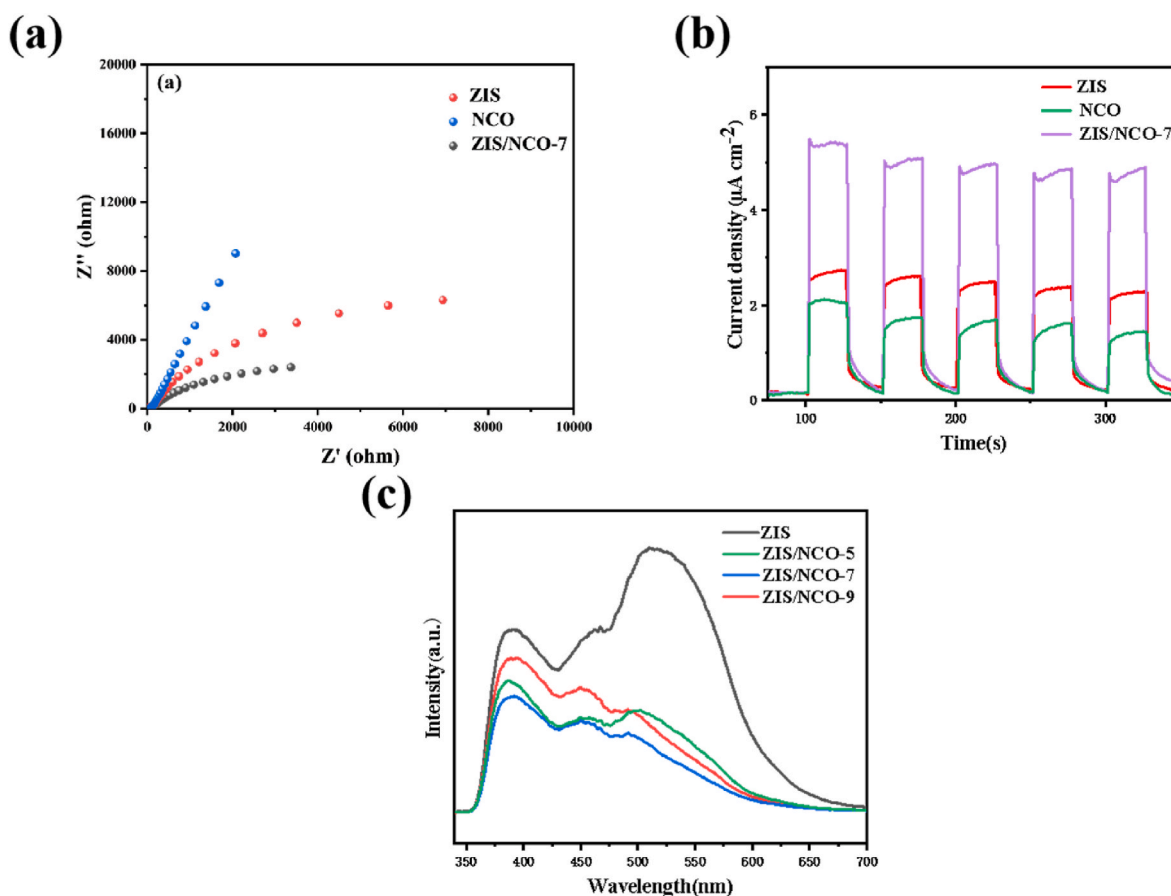 (a)
(a)
ZIS
NCO
ZIS/NCO-7
20000
16000
12000
8000
4000
0
Z'' (ohm)
0
2000
4000
6000
8000
10000
Z' (ohm)
(b)
ZIS
NCO
ZIS/NCO-7
6
4
2
0
Current density (μA cm⁻²)
100
200
300
Time(s)
(c)
ZIS
ZIS/NCO-5
ZIS/NCO-7
ZIS/NCO-9
Intensity(a.u.)
350
400
450
500
550
600
650
700
Wavelength(nm)